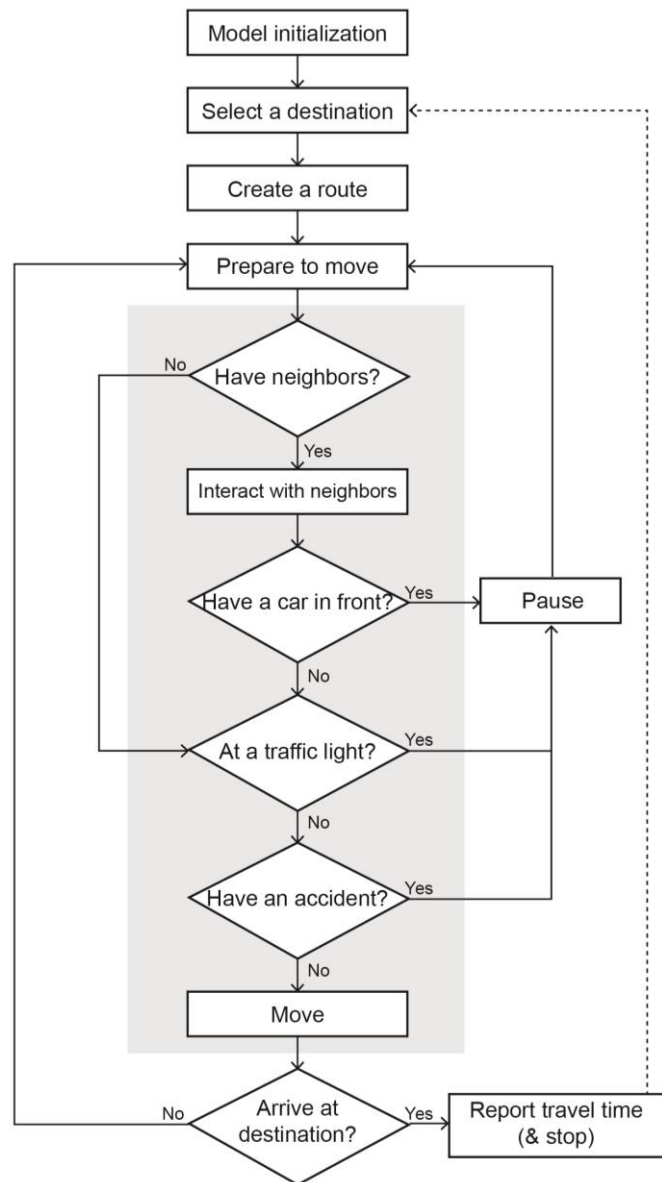 Model initialization
Select a destination
Create a route
Prepare to move
No
Have neighbors?
Yes
Interact with neighbors
Have a car in front?
Yes
Pause
No
At a traffic light?
Yes
No
Have an accident?
Yes
No
Move
No
Arrive at
destination?
Yes
Report travel time
(& stop)